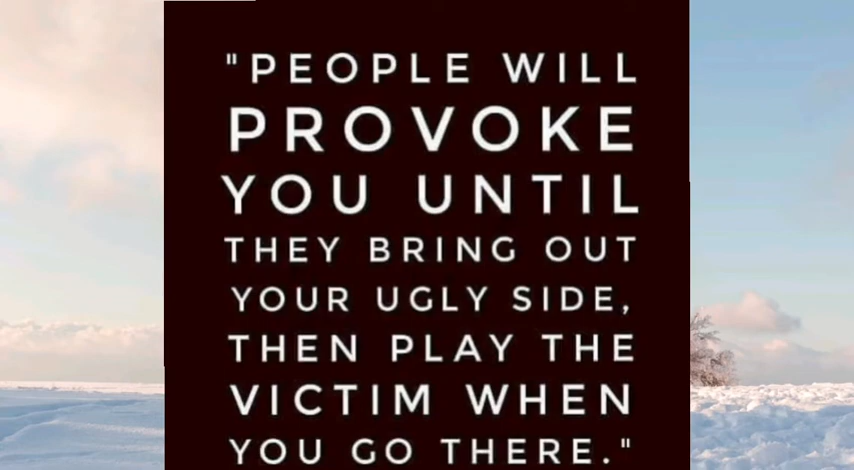 "PEOPLE WILL
PROVOKE
YOU UNTIL
THEY BRING OUT
YOUR UGLY SIDE,
THEN PLAY THE
VICTIM WHEN
YOU GO THERE."